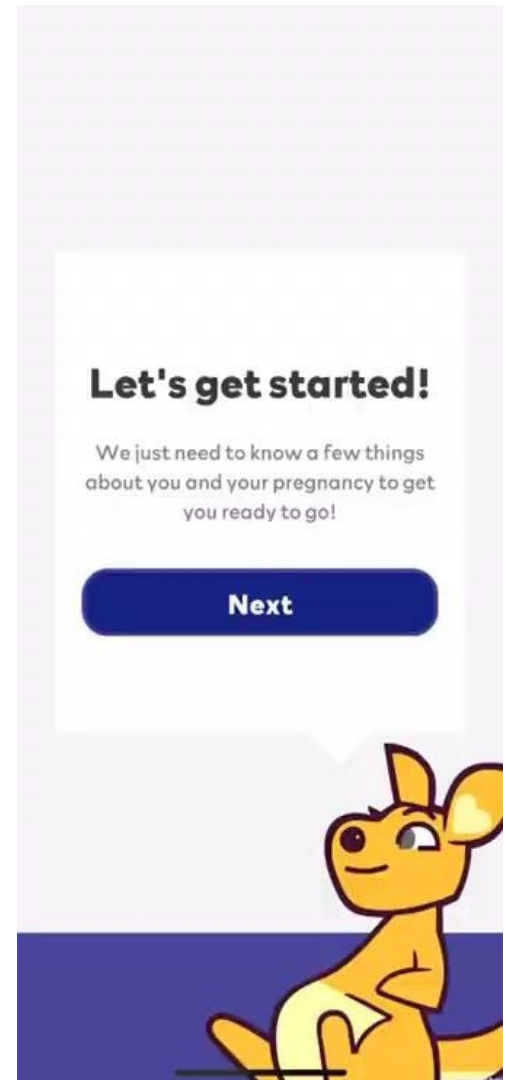 Let's get started!
We just need to know a few things
about you and your pregnancy to get
you ready to go!
Next